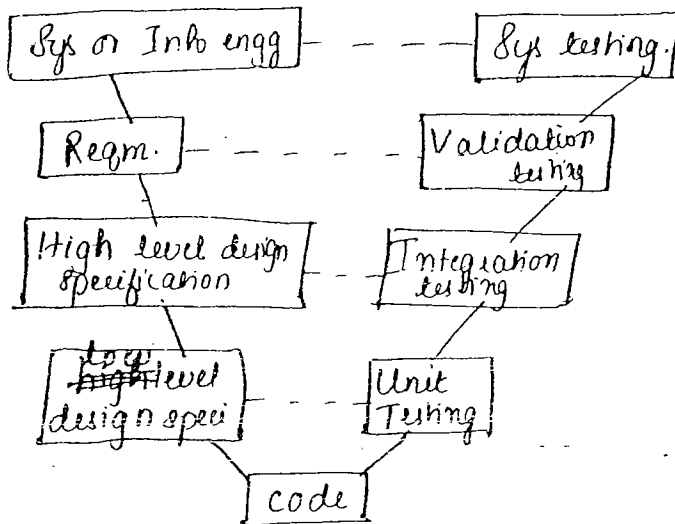 Sys or Info engg
Sys testing.
Reqm.
Validation
testing
High level design
specification
Integration
testing
low
high level
design speci
Unit
Testing
code